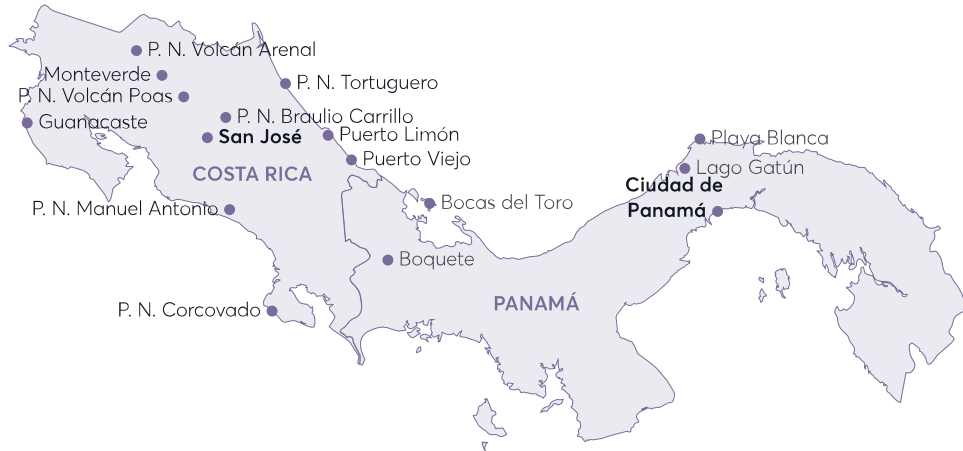 P. N. Volcán Arenal
Monteverde
P. N. Tortuguero
P. N. Volcán Poas
P. N. Braulio Carrillo
Guanacaste
Puerto Limón
San José
Playa Blanca
Puerto Viejo
Lago Gatún
COSTA RICA
Ciudad de
Panamá
Bocas del Toro
P. N. Manuel Antonio
Boquete
PANAMÁ
P. N. Corcovado